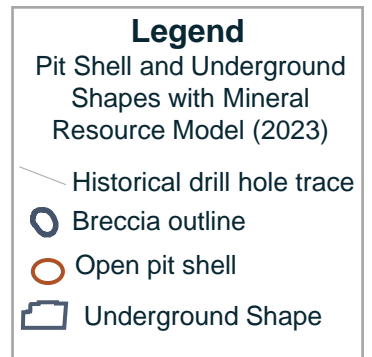 Legend
Pit Shell and Underground
Shapes with Mineral
Resource Model (2023)
Historical drill hole trace
Breccia outline
Open pit shell
Underground Shape